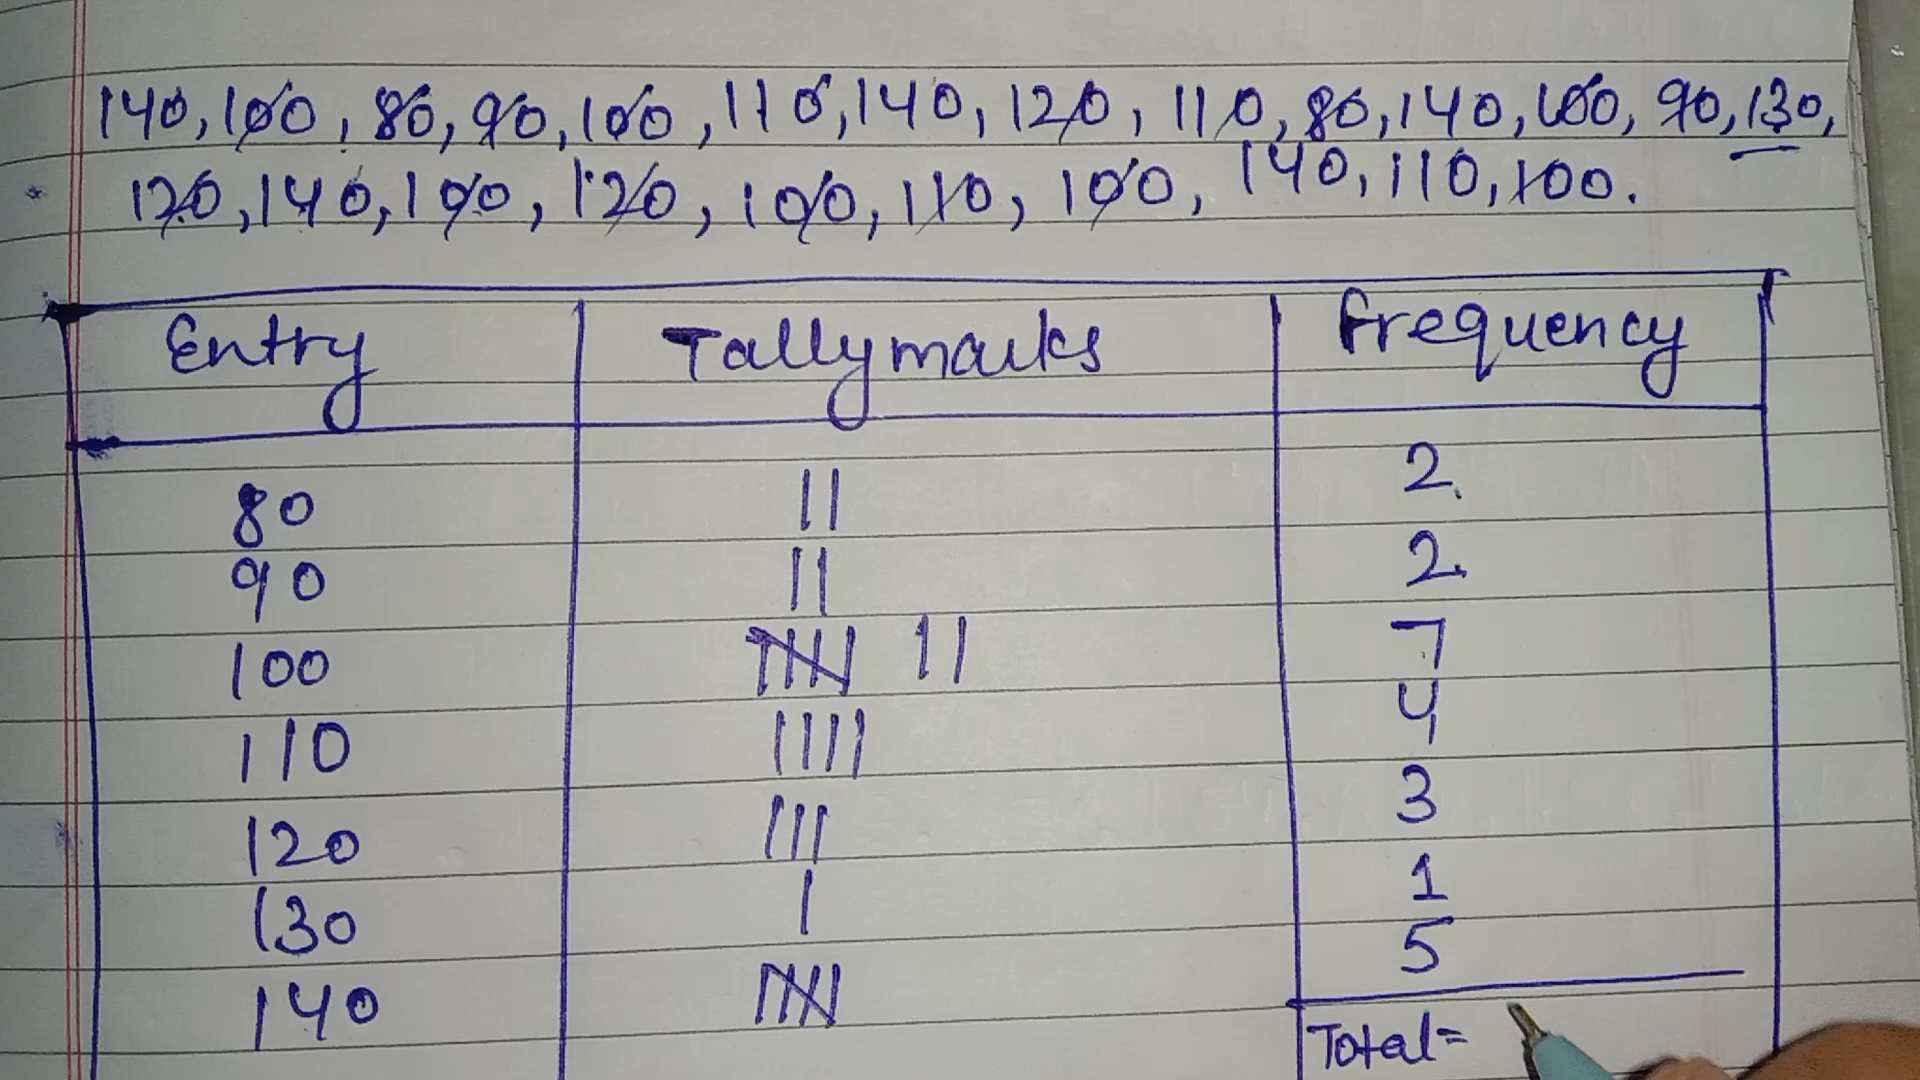 140, 100, 80, 90, 100, 110, 140, 120, 110, 80, 140, 100, 90, 130,
120, 140, 100, 120, 100, 110, 100, 140, 110, 100.
Entry Tallymarks Frequency
80 || 2
90 || 2
100 |||| || 7
110 |||| 4
120 ||| 3
130 | 1
140 |||| 5
Total=